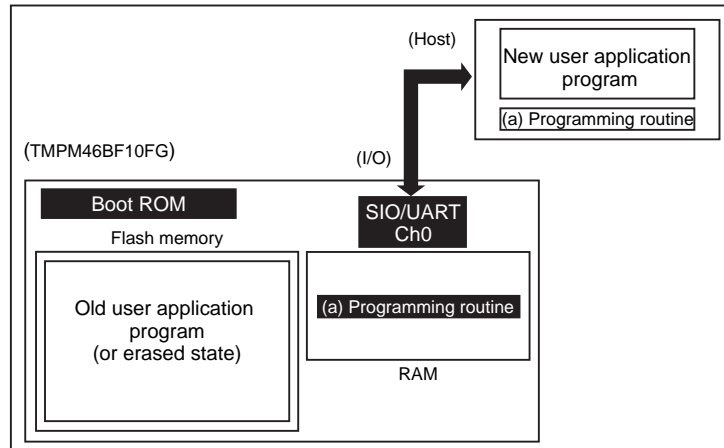 (Host)
New user application
program
(a) Programming routine
(TMPM46BF10FG)
(I/O)
Boot ROM
SIO/UART
Ch0
Flash memory
Old user application
program
(or erased state)
(a) Programming routine
RAM